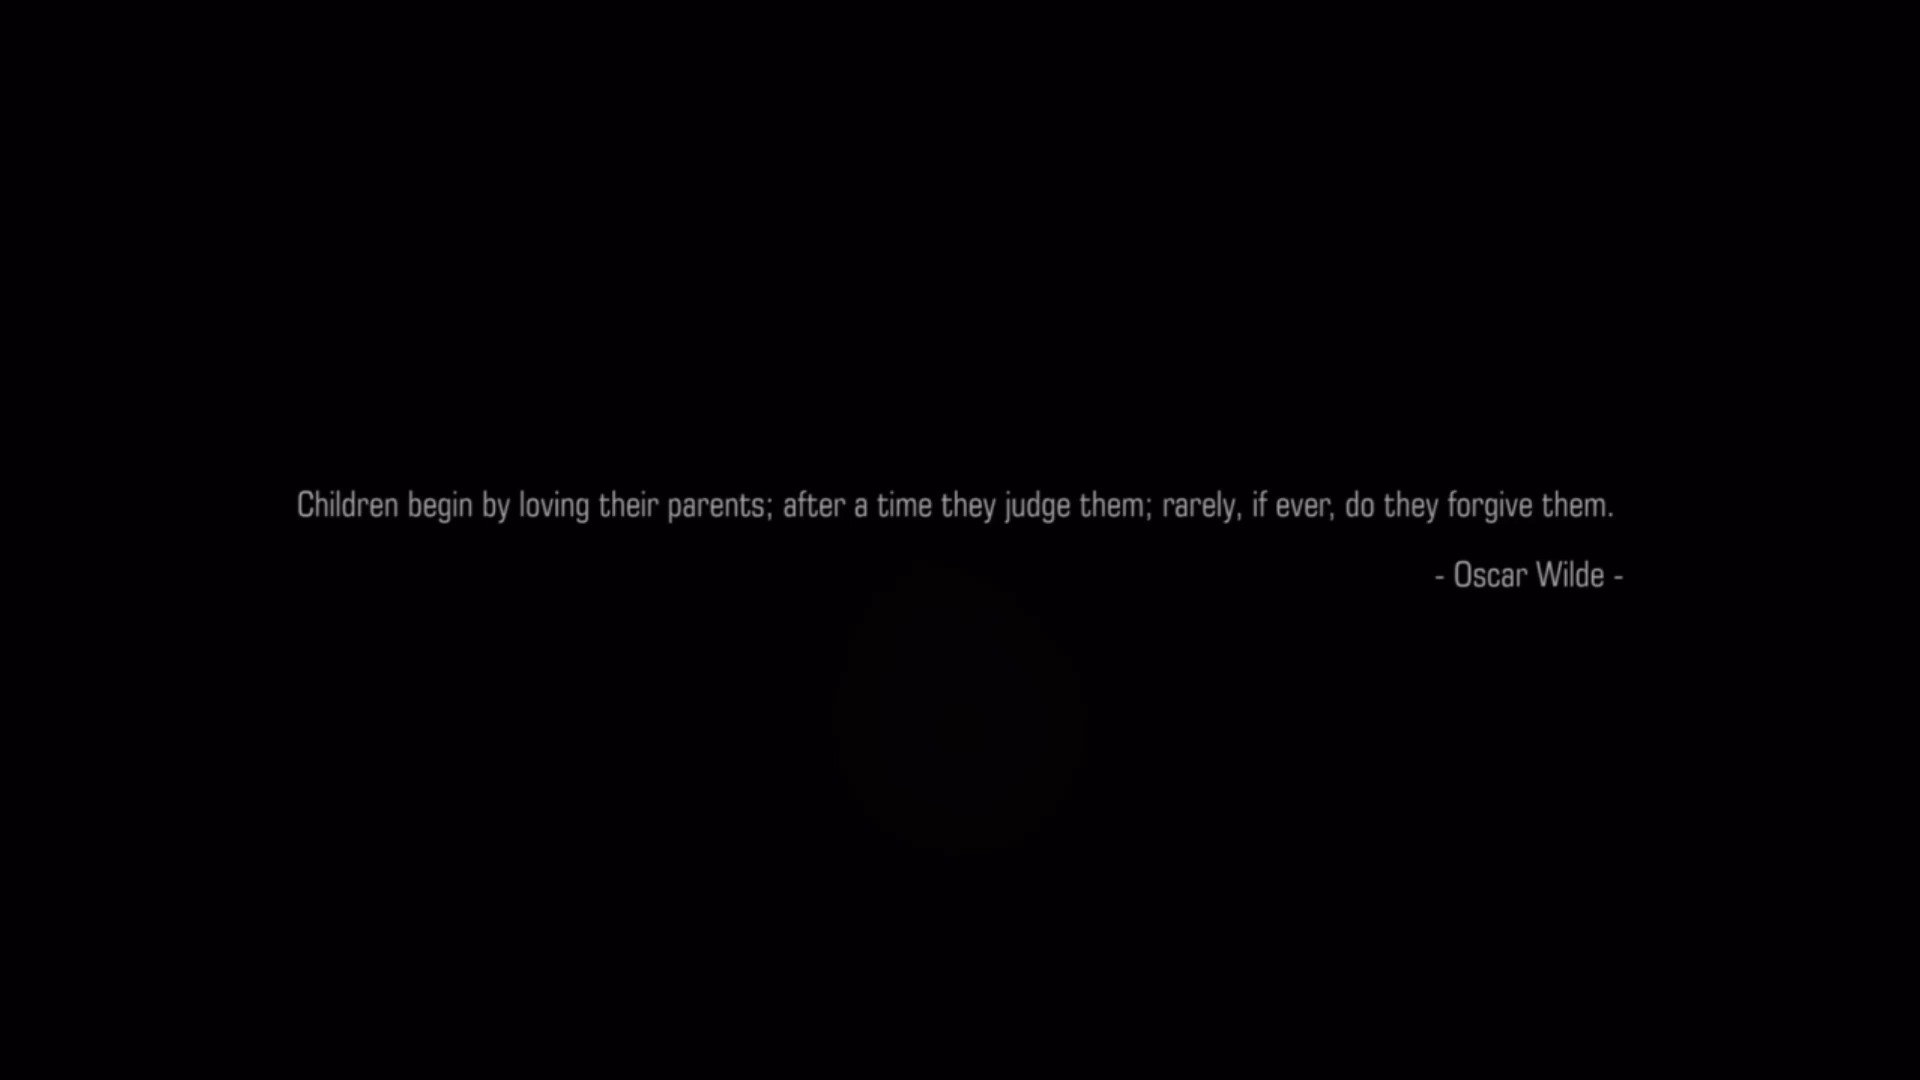 Children begin by loving their parents; after a time they judge them; rarely, if ever, do they forgive them.
- Oscar Wilde -